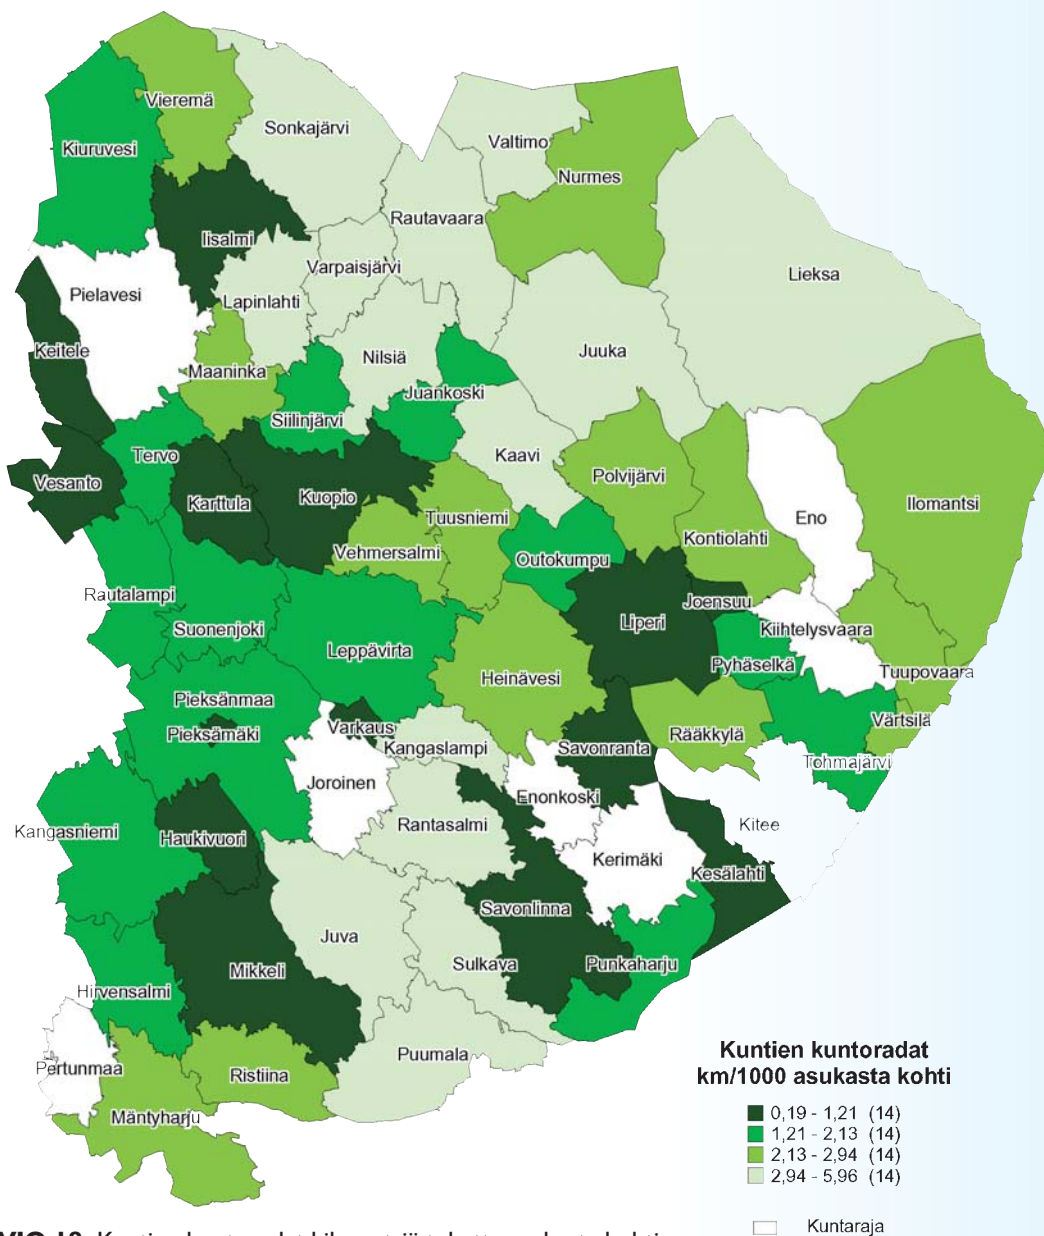 Vieremä
Sonkajärvi
Kiuruvesi
Valtimo
Nurmes
Rautavaara
Iisalmi
Varpaisjärvi
Lieksa
Pielavesi
Lapinlahti
Keitele
Nilsiä
Juuka
Maaninka
Juankoski
Siilinjärvi
Tervo
Kaavi
Vesanto
Polvijärvi
Karttula
Kuopio
Ilomantsi
Tuusniemi
Eno
Kontiolahti
Vehmersalmi
Outokumpu
Rautalampi
Joensuu
Suonenjoki
Liperi
Kiihtelysvaara
Leppävirta
Pyhäselkä
Heinävesi
Tuupovaara
Pieksänmaa
Värtsilä
Varkaus
Pieksämäki
Rääkkylä
Kangaslampi
Savonranta
Tohmajärvi
Joroinen
Enonkoski
Kangasniemi
Rantasalmi
Kitee
Haukivuori
Kerimäki
Kesälahti
Savonlinna
Juva
Sulkava
Punkaharju
Mikkeli
Hirvensalmi
Puumala
Pertunmaa
Ristiina
Mäntyharju
Kuntien kuntoradat
km/1000 asukasta kohti
0,19 - 1,21 (14)
1,21 - 2,13 (14)
2,13 - 2,94 (14)
2,94 - 5,96 (14)
Kuntaraja